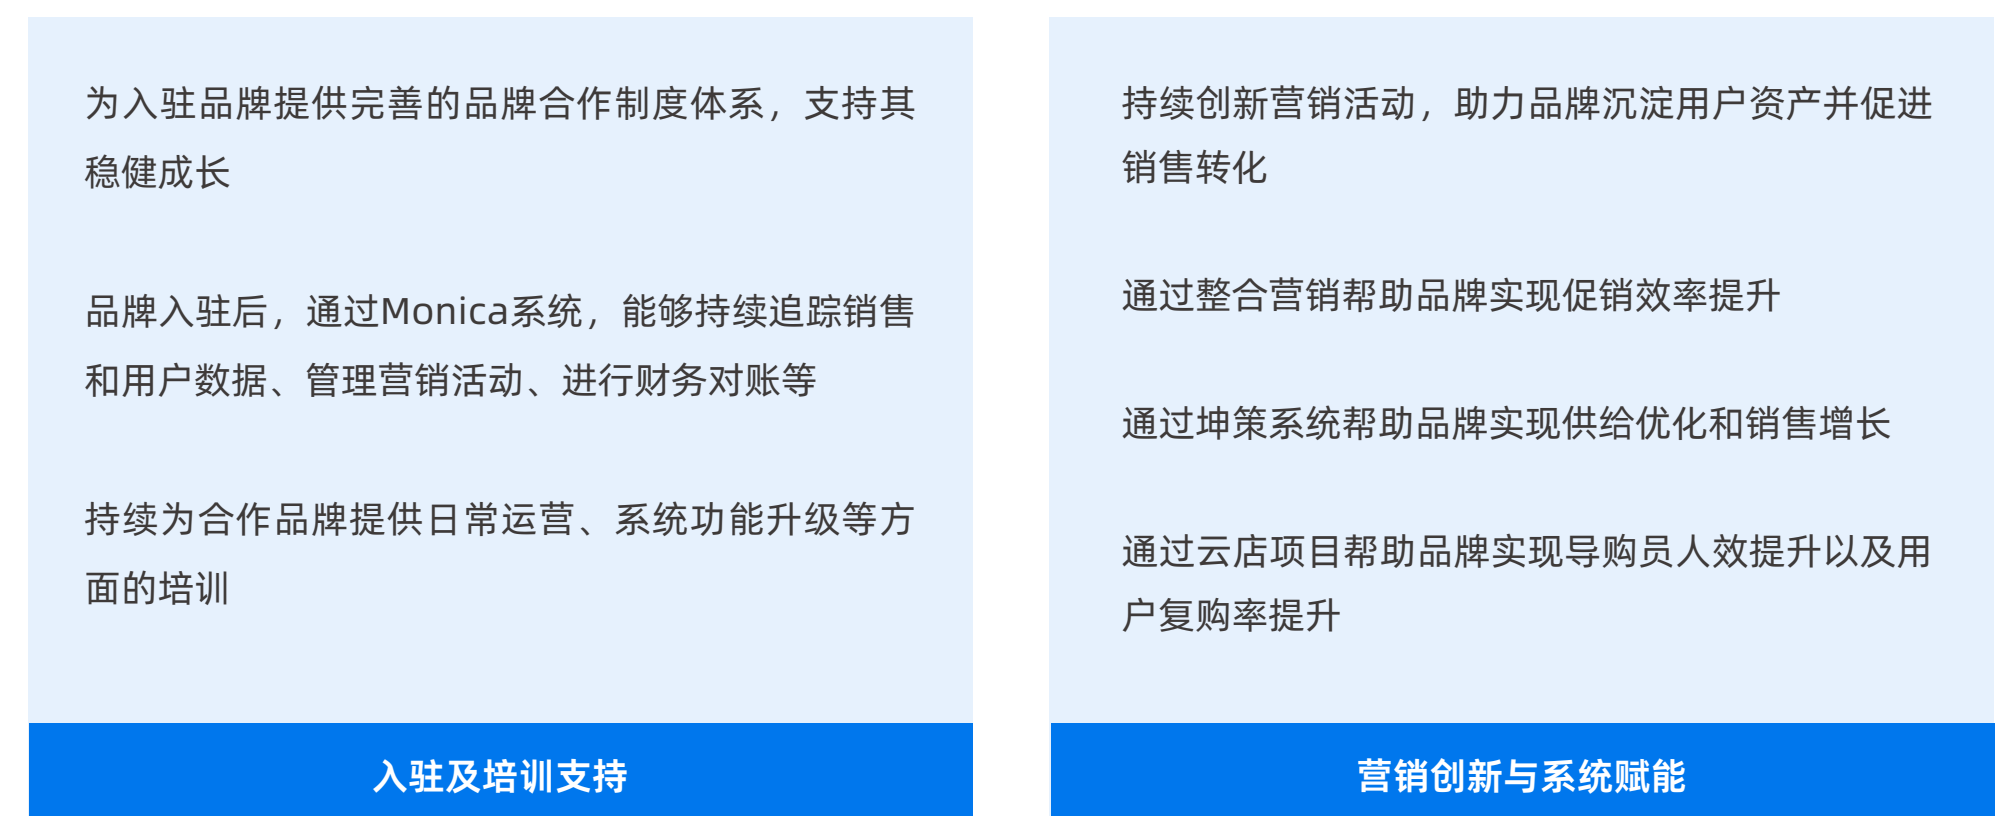 为入驻品牌提供完善的品牌合作制度体系，支持其
稳健成长
品牌入驻后，通过Monica系统，能够持续追踪销售
和用户数据、管理营销活动、进行财务对账等
持续为合作品牌提供日常运营、系统功能升级等方
面的培训
入驻及培训支持
持续创新营销活动，助力品牌沉淀用户资产并促进
销售转化
通过整合营销帮助品牌实现促销效率提升
通过坤策系统帮助品牌实现供给优化和销售增长
通过云店项目帮助品牌实现导购员人效提升以及用
户复购率提升
营销创新与系统赋能